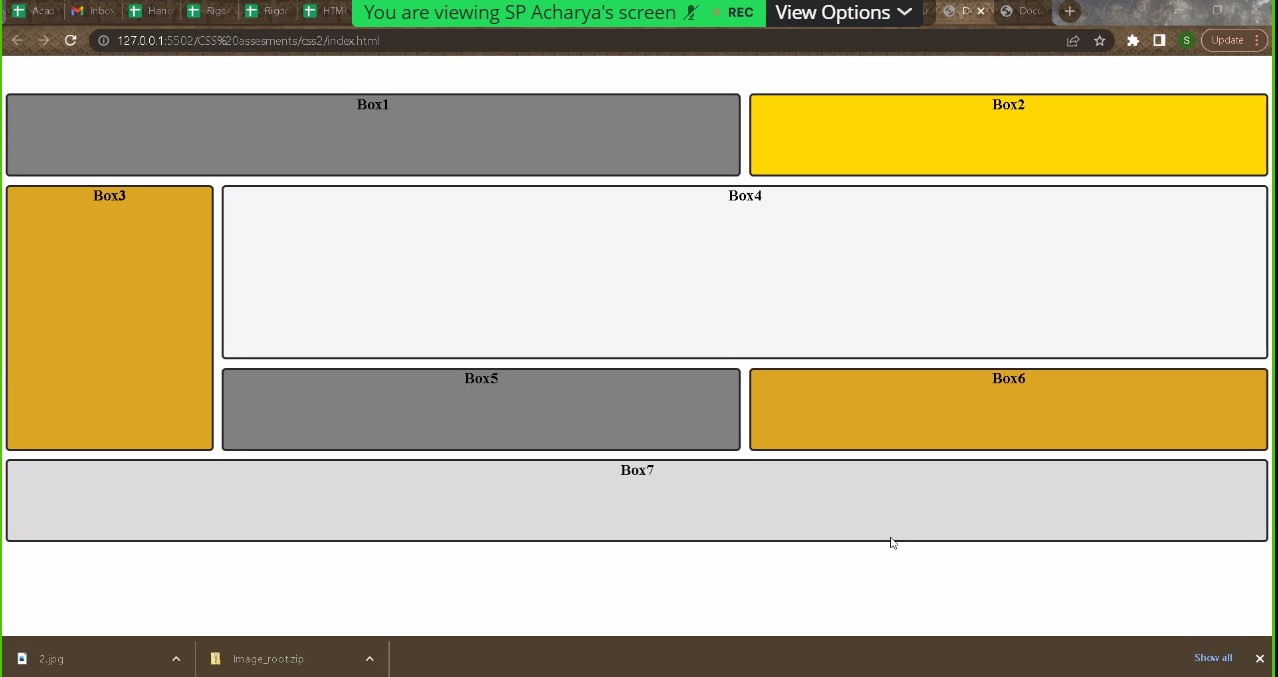 Acad
Inbox
Hand
Rigor
Rigor
HTML
You are viewing SP Acharya's screen
REC
View Options
Docu
127.0.0.1:5502/CSS%20assesments/css2/index.html
S
Update
Box1
Box2
Box3
Box4
Box5
Box6
Box7
2.jpg
Image_root.zip
Show all